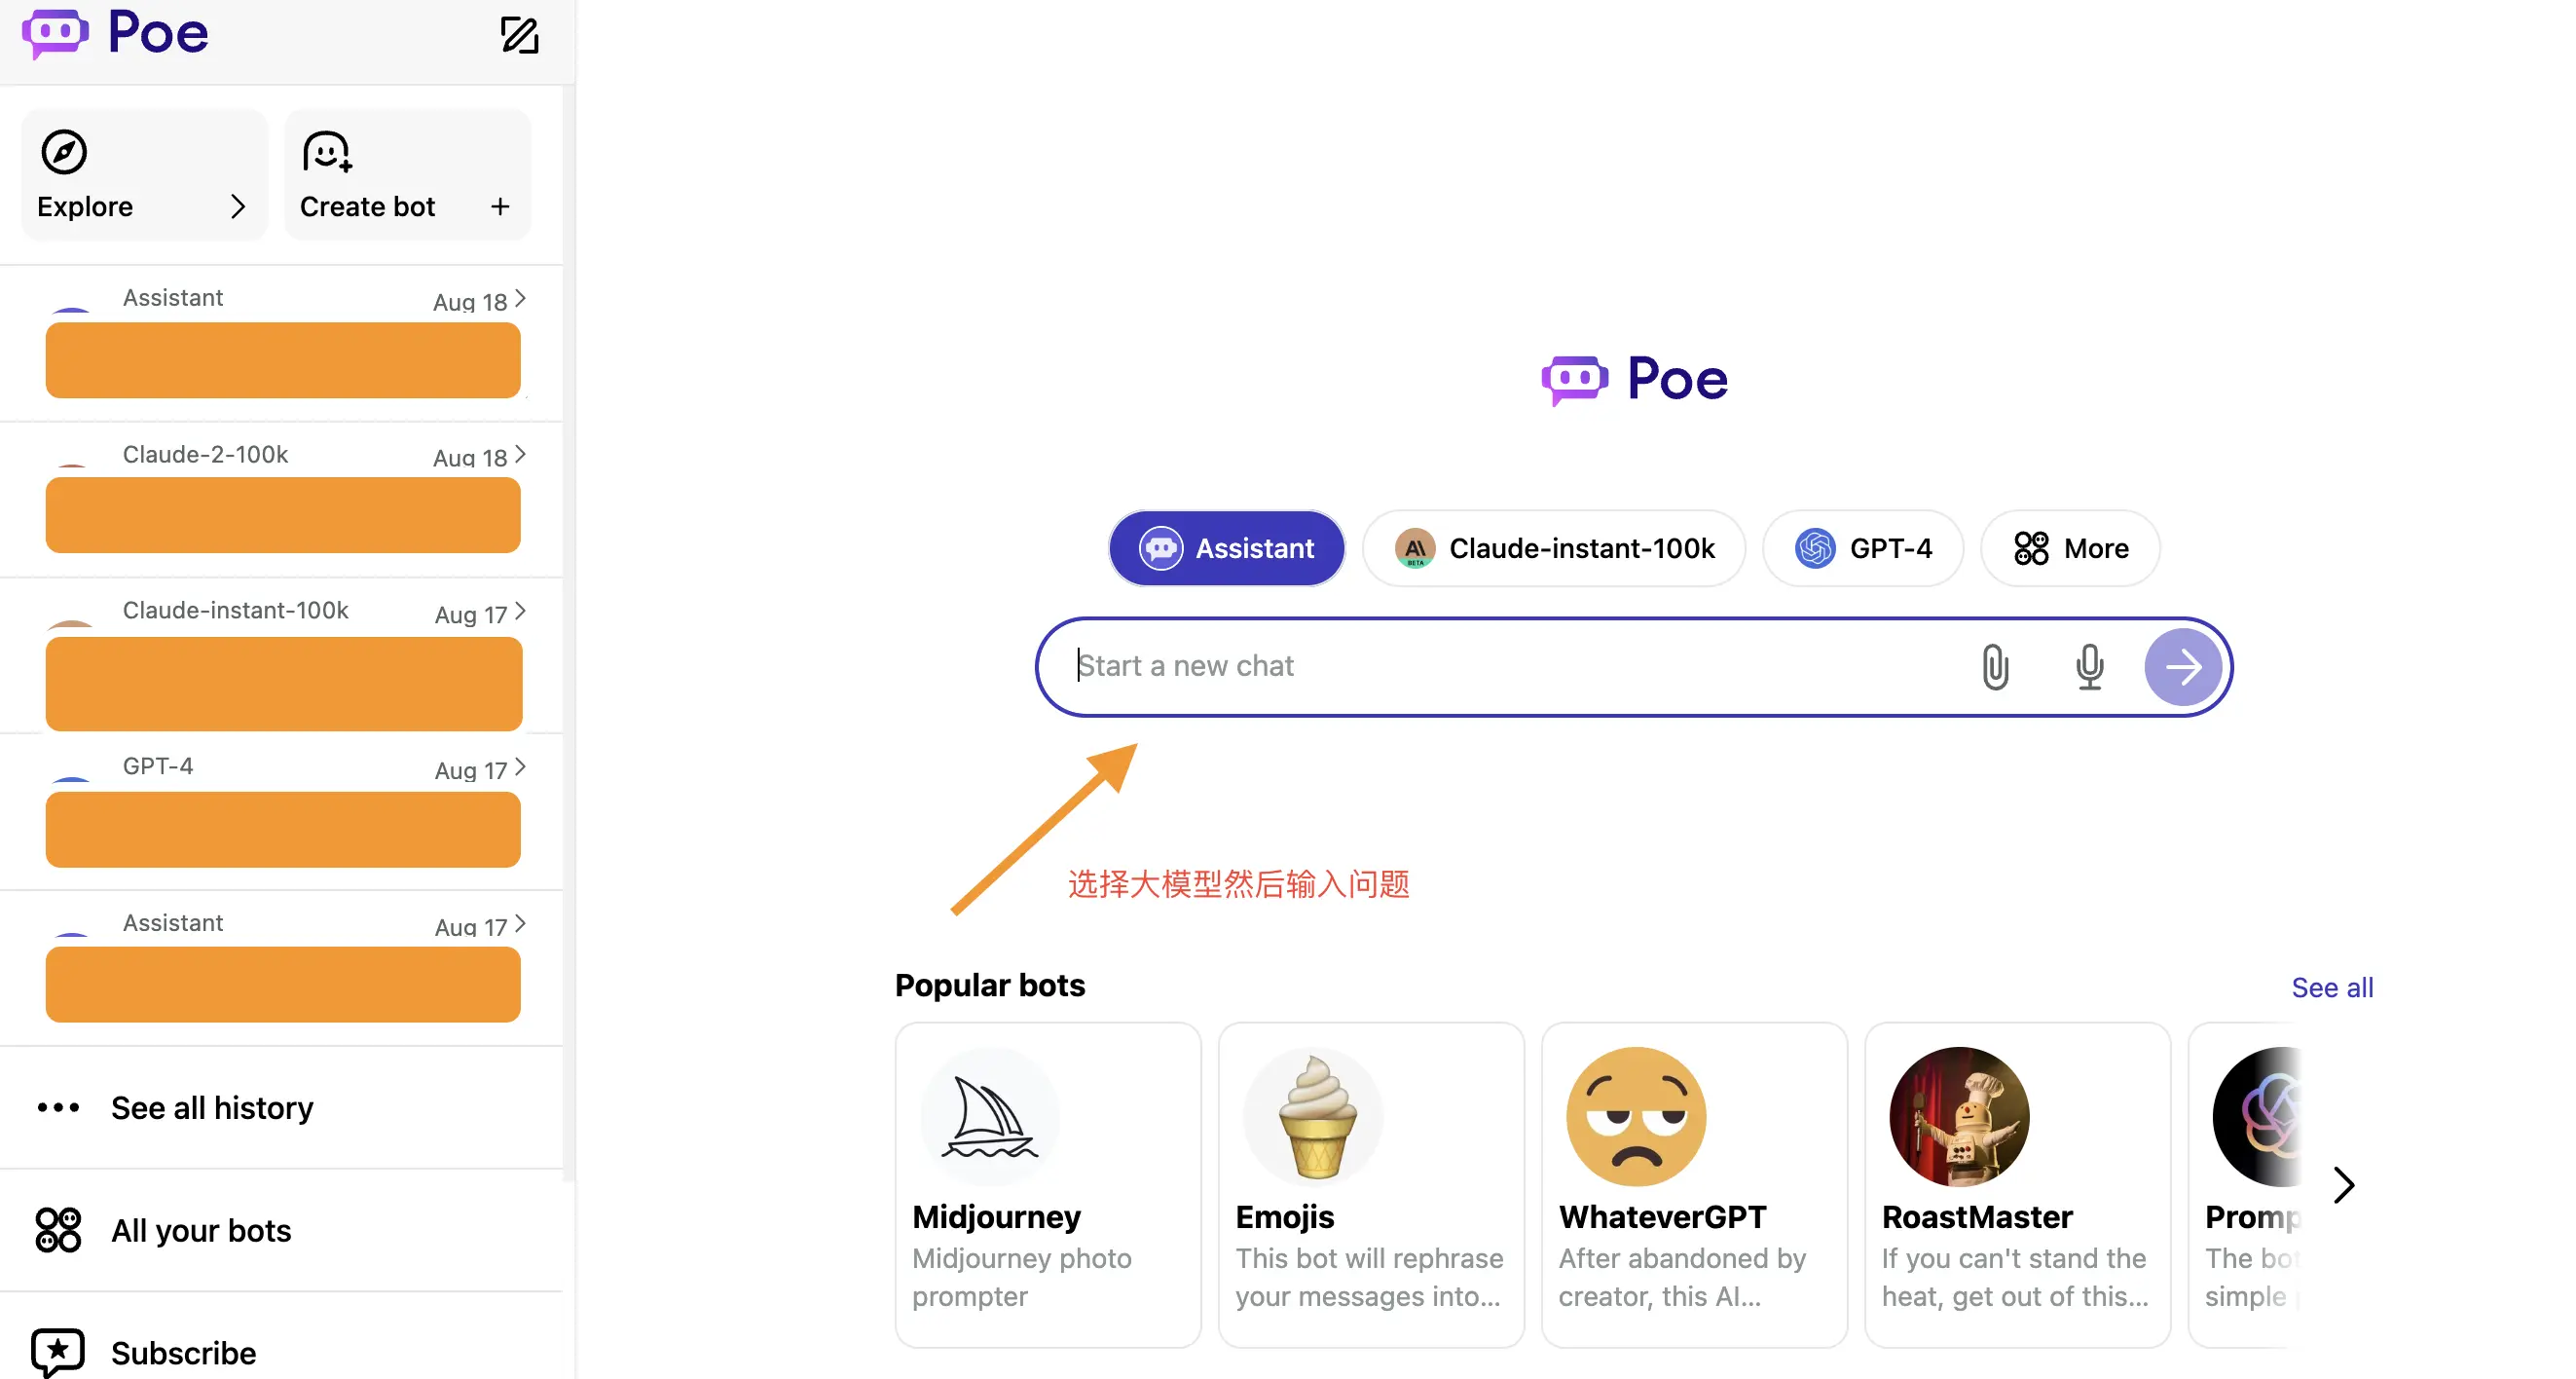 Poe
Explore
Create bot
Assistant
Aug 18
Claude-2-100k
Aug 18
Claude-instant-100k
Aug 17
GPT-4
Aug 17
Assistant
Aug 17
See all history
All your bots
Subscribe
Poe
Assistant
AI BETA
Claude-instant-100k
GPT-4
More
Start a new chat
选择大模型然后输入问题
Popular bots
See all
Midjourney
Midjourney photo
prompter
Emojis
This bot will rephrase
your messages into...
WhateverGPT
After abandoned by
creator, this AI...
RoastMaster
If you can't stand the
heat, get out of this...
Promp
The bot
simple